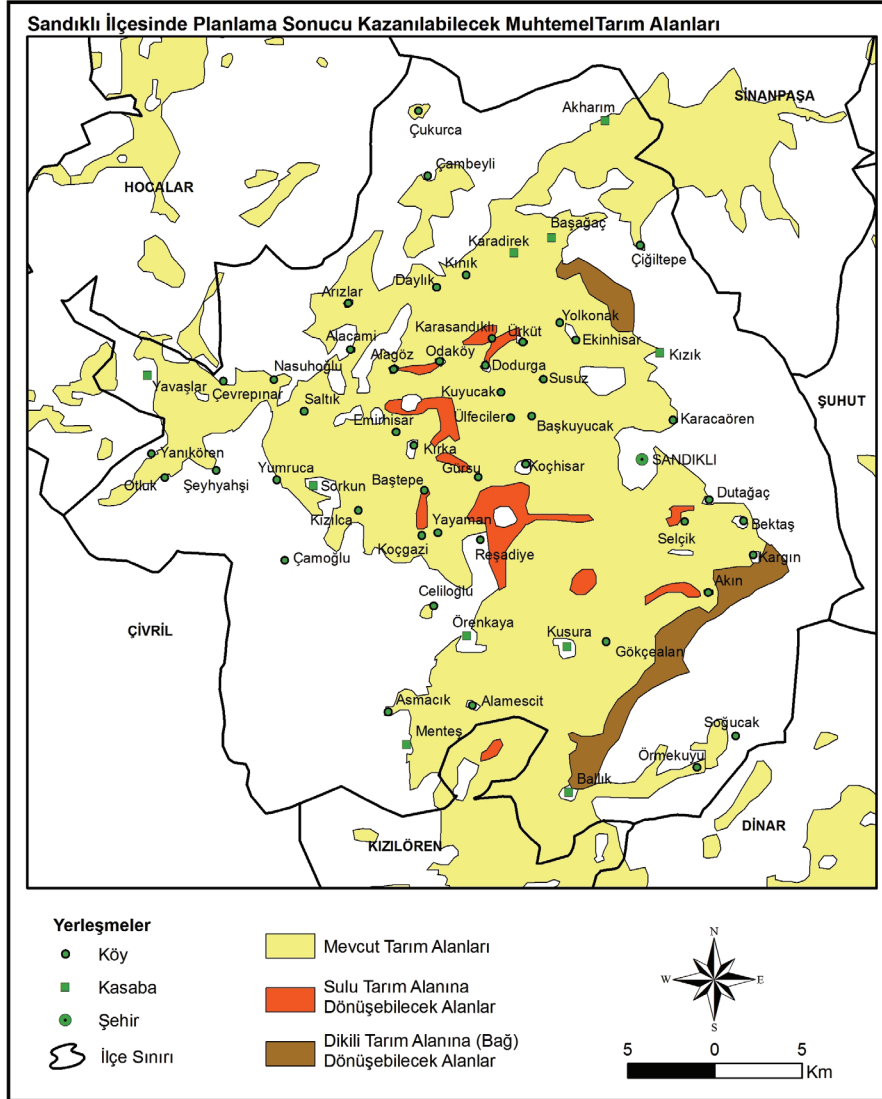 Sandıklı İlçesinde Planlama Sonucu Kazanılabilecek MuhtemelTarım Alanları
SİNANPAŞA
Akharım
Çukurca
Çambeyli
HOCALAR
Başağaç
Karadirek
Çiğiltepe
Kınık
Daylık
Arızlar
Yolkonak
Karasandıklı
Ürküt
Ekinhisar
Alacami
Odaköy
Kızık
Alagöz
Dodurga
Nasuhoğlu
Susuz
Yavaşlar
Çevrepınar
Kuyucak
ŞUHUT
Saltık
Ülfeciler
Başkuyucak
Karacaören
Emirhisar
Kırka
Yanıkören
SANDIKLI
Koçhisar
Otluk
Şeyhyahşi
Yumruca
Gürsu
Sorkun
Baştepe
Dutağaç
Kızılca
Yayaman
Selçik
Bektaş
Koçgazi
Reşadiye
Çamoğlu
Kargın
Akın
Celiloğlu
ÇİVRİL
Örenkaya
Kusura
Gökçealan
Asmacık
Alamescit
Soğucak
Menteş
Örmekuyu
Ballık
DİNAR
KIZILÖREN
Yerleşmeler
Köy
Kasaba
Şehir
İlçe Sınırı
Mevcut Tarım Alanları
Sulu Tarım Alanına
Dönüşebilecek Alanlar
Dikili Tarım Alanına (Bağ)
Dönüşebilecek Alanlar
N
W
E
S
5 0 5
Km